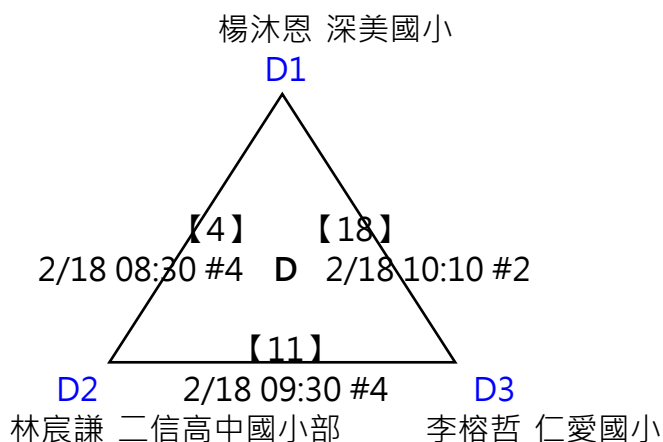 楊沐恩 深美國小
D1
【4】 【18】
2/18 08:30 #4 D 2/18 10:10 #2
【11】
D2 2/18 09:30 #4 D3
林宸謙 二信高中國小部 李榕哲 仁愛國小